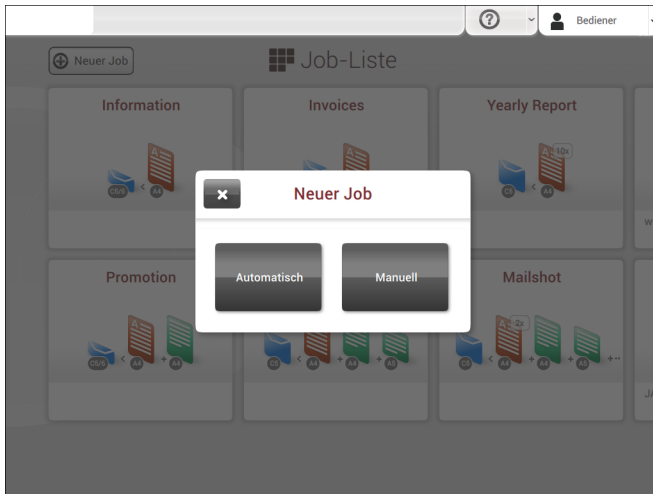 Bediener
Neuer Job
Job-Liste
Information
Invoices
Yearly Report
10x
C5/6 < A4
C5 < A4
Neuer Job
Automatisch
Manuell
Promotion
Mailshot
2x
C5/6 < A4 + A4
C5 < A4 + A4 + A5
C5 < A4 + A4 + A5 +··